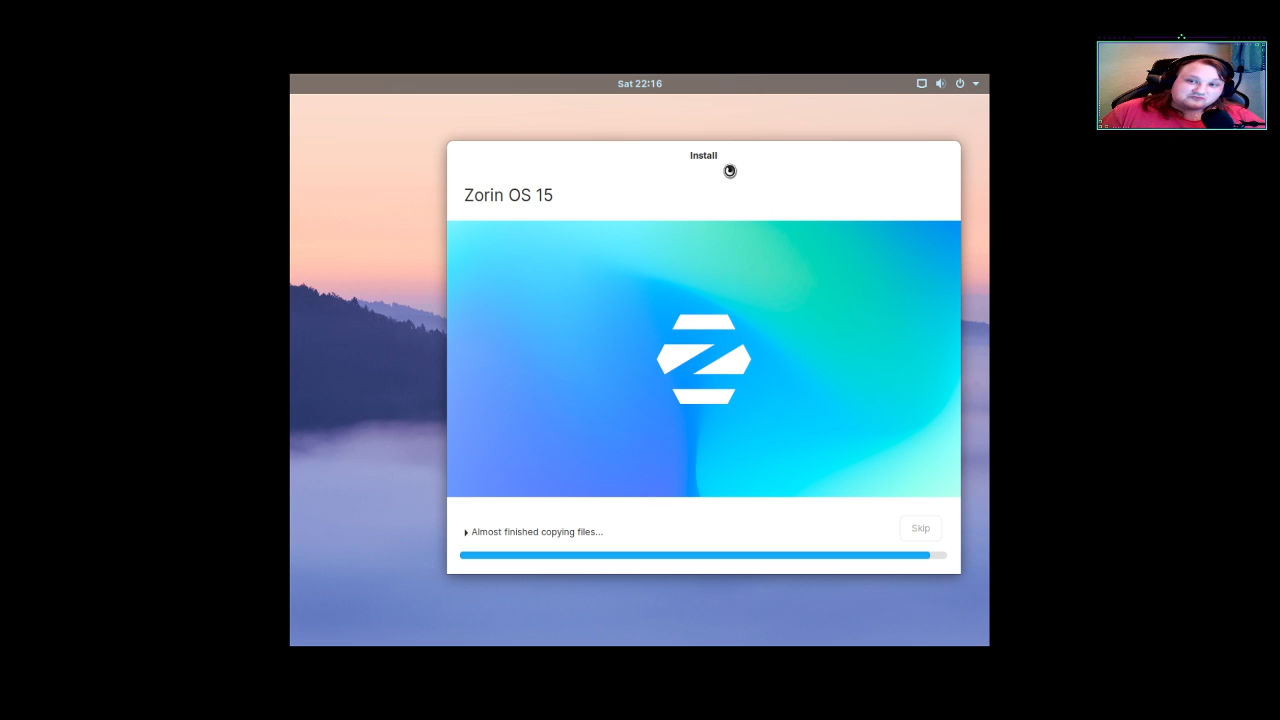 Sat 22:16
Install
Zorin OS 15
Almost finished copying files...
Skip